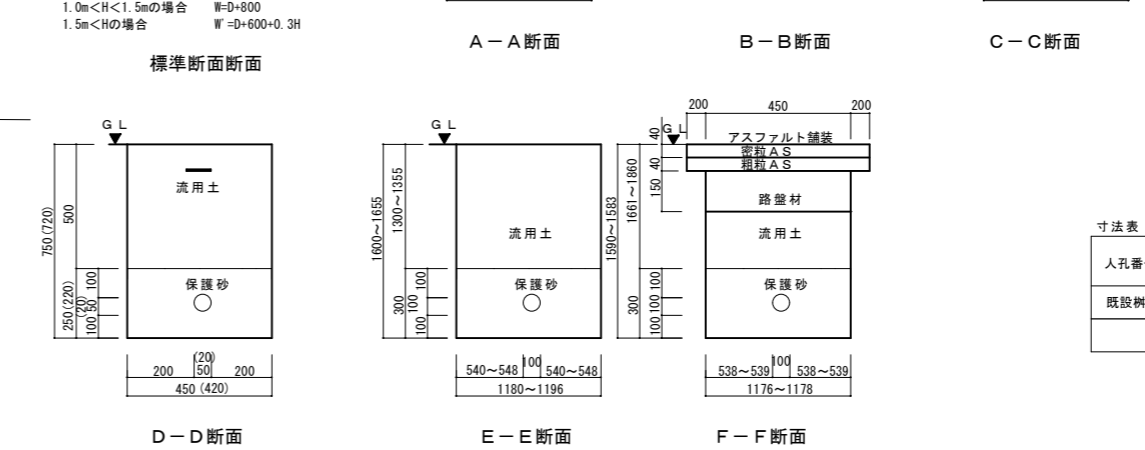 1.0m＜H＜1.5mの場合 W=D+800
1.5m＜Hの場合 W'=D+600+0.3H
標準断面断面
A－A断面
B－B断面
C－C断面
GL
流用土
保護砂
750(720)
500
250(220)
(20)
100
50
100
200
(20)
50
200
450(420)
D－D断面
GL
流用土
保護砂
1600～1655
1300～1355
300
100
100
100
540～548
100
540～548
1180～1196
E－E断面
200
450
200
GL
アスファルト舗装
密粒AS
粗粒AS
路盤材
流用土
保護砂
40
40
150
1590～1583
1661～1860
300
100
100
100
538～539
100
538～539
1176～1178
F－F断面
寸法表
人孔番
既設桝